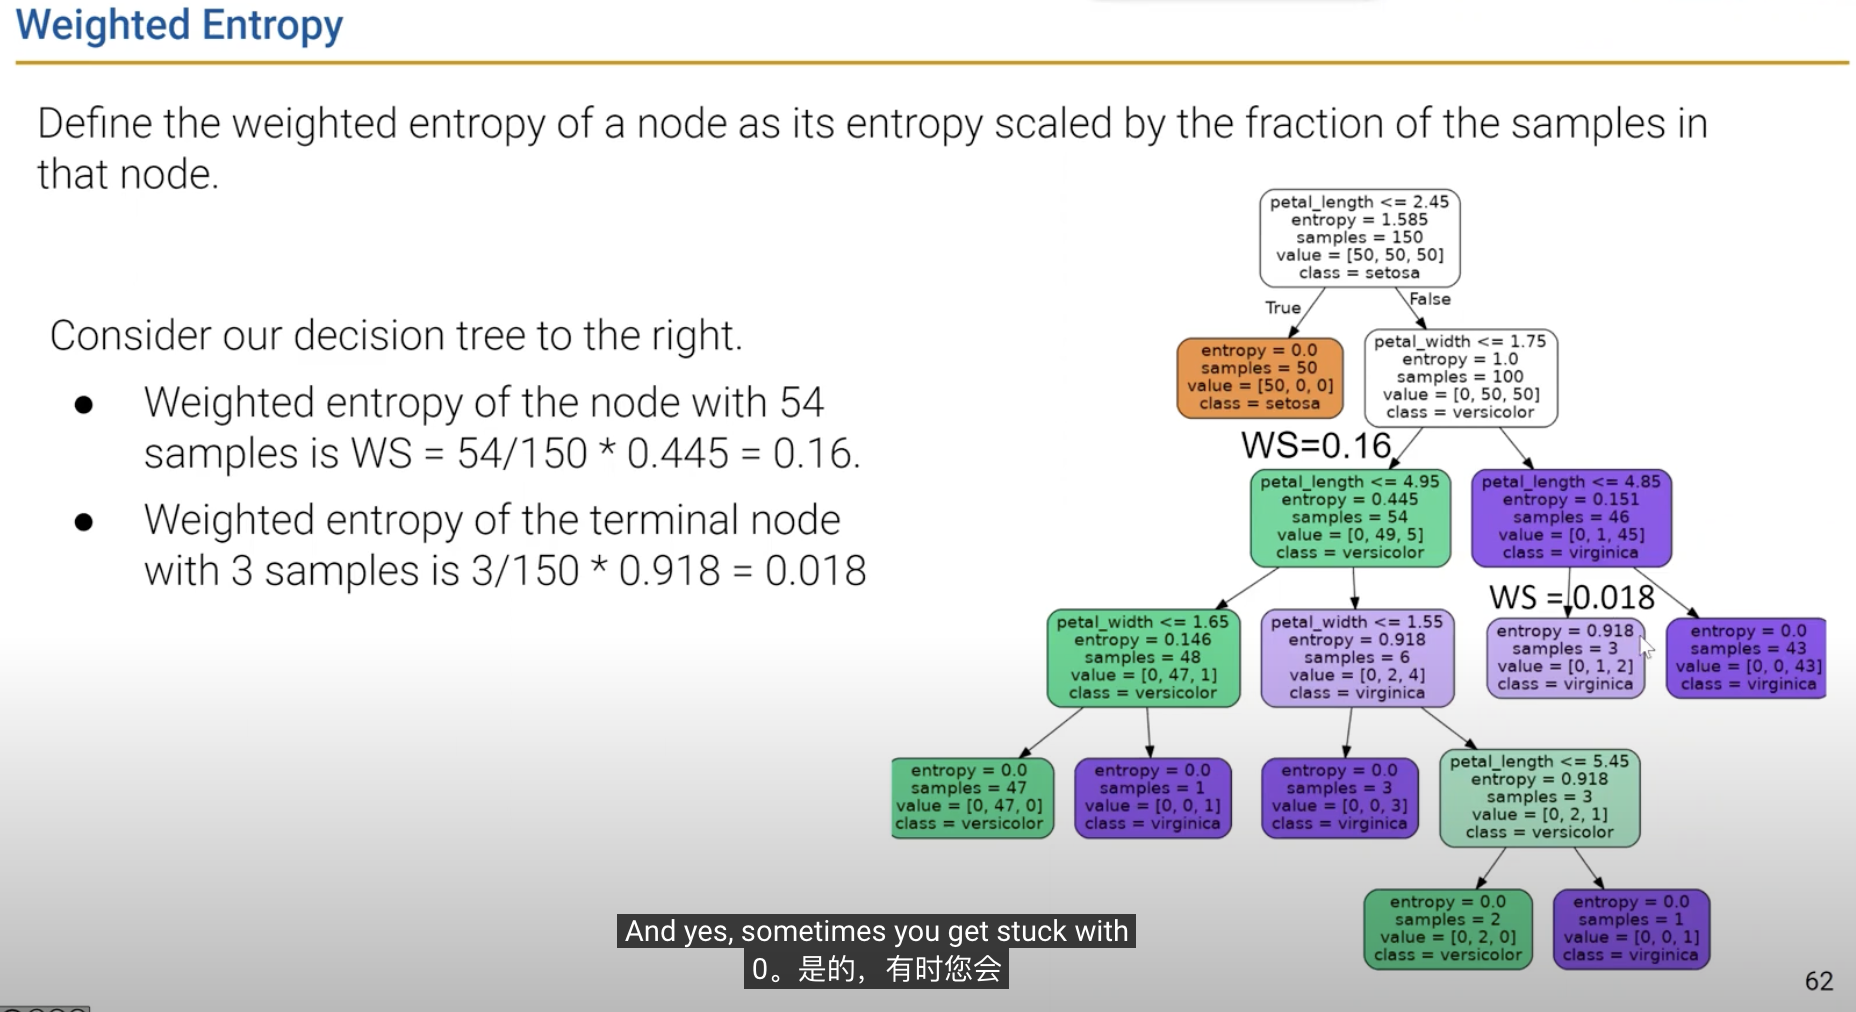 Weighted Entropy
Define the weighted entropy of a node as its entropy scaled by the fraction of the samples in
that node.
Consider our decision tree to the right.
● Weighted entropy of the node with 54
samples is WS = 54/150 * 0.445 = 0.16.
● Weighted entropy of the terminal node
with 3 samples is 3/150 * 0.918 = 0.018
petal_length <= 2.45
entropy = 1.585
samples = 150
value = [50, 50, 50]
class = setosa
True
False
entropy = 0.0
samples = 50
value = [50, 0, 0]
class = setosa
petal_width <= 1.75
entropy = 1.0
samples = 100
value = [0, 50, 50]
class = versicolor
WS=0.16
petal_length <= 4.95
entropy = 0.445
samples = 54
value = [0, 49, 5]
class = versicolor
petal_length <= 4.85
entropy = 0.151
samples = 46
value = [0, 1, 45]
class = virginica
WS = 0.018
petal_width <= 1.65
entropy = 0.146
samples = 48
value = [0, 47, 1]
class = versicolor
petal_width <= 1.55
entropy = 0.918
samples = 6
value = [0, 2, 4]
class = virginica
entropy = 0.918
samples = 3
value = [0, 1, 2]
class = virginica
entropy = 0.0
samples = 43
value = [0, 0, 43]
class = virginica
entropy = 0.0
samples = 47
value = [0, 47, 0]
class = versicolor
entropy = 0.0
samples = 1
value = [0, 0, 1]
class = virginica
entropy = 0.0
samples = 3
value = [0, 0, 3]
class = virginica
petal_length <= 5.45
entropy = 0.918
samples = 3
value = [0, 2, 1]
class = versicolor
entropy = 0.0
samples = 2
value = [0, 2, 0]
class = versicolor
entropy = 0.0
samples = 1
value = [0, 0, 1]
class = virginica
And yes, sometimes you get stuck with
0。是的，有时您会
62